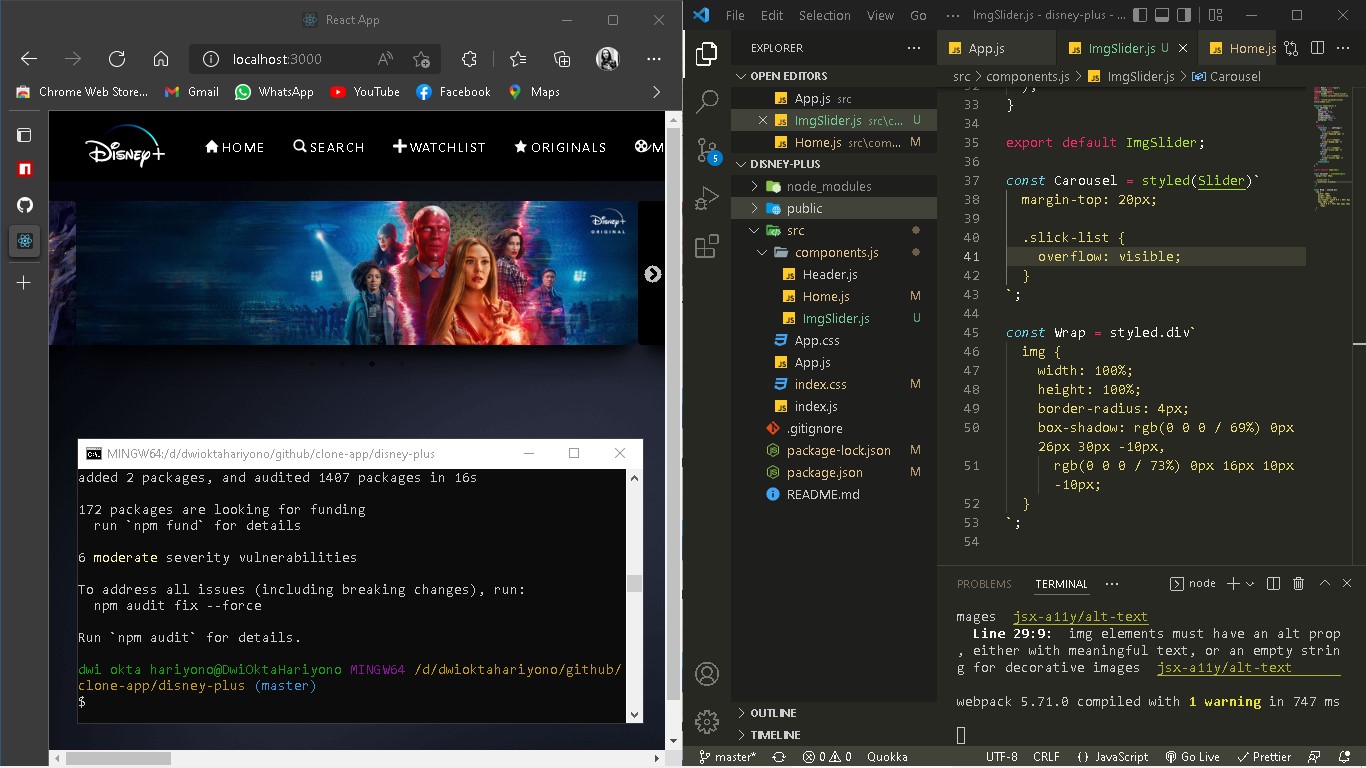 React App
localhost:3000
Chrome Web Store...
Gmail
WhatsApp
YouTube
Facebook
Maps
Disney+
HOME
SEARCH
WATCHLIST
ORIGINALS
M
Disney+
ORIGINAL
MINGW64:/d/dwioktahariyono/github/clone-app/disney-plus
added 2 packages, and audited 1407 packages in 16s
172 packages are looking for funding
run `npm fund` for details
6 moderate severity vulnerabilities
To address all issues (including breaking changes), run:
npm audit fix --force
Run `npm audit` for details.
dwi okta hariyono@DwiOktaHariyono MINGW64 /d/dwioktahariyono/github/
clone-app/disney-plus (master)
$
File Edit Selection View Go ··· ImgSlider.js - disney-plus - ...
EXPLORER ···
OPEN EDITORS
App.js src
ImgSlider.js src\c... U
Home.js src\com... M
DISNEY-PLUS
node_modules
public
src
components.js
Header.js
Home.js M
ImgSlider.js U
App.css
App.js
index.css M
index.js
.gitignore
package-lock.json M
package.json M
README.md
OUTLINE
TIMELINE
5
App.js
ImgSlider.js U
Home.js
src > components.js > ImgSlider.js > Carousel
32 );
33 }
34
35 export default ImgSlider;
36
37 const Carousel = styled(Slider)`
38 margin-top: 20px;
39
40 .slick-list {
41 overflow: visible;
42 }
43 `;
44
45 const Wrap = styled.div`
46 img {
47 width: 100%;
48 height: 100%;
49 border-radius: 4px;
50 box-shadow: rgb(0 0 0 / 69%) 0px
26px 30px -10px,
51 rgb(0 0 0 / 73%) 0px 16px 10px
-10px;
52 }
53 `;
54
PROBLEMS TERMINAL ··· node
mages jsx-a11y/alt-text
Line 29:9: img elements must have an alt prop
, either with meaningful text, or an empty strin
g for decorative images jsx-a11y/alt-text
webpack 5.71.0 compiled with 1 warning in 747 ms
master* 0 0 Quokka UTF-8 CRLF {} JavaScript Go Live Prettier